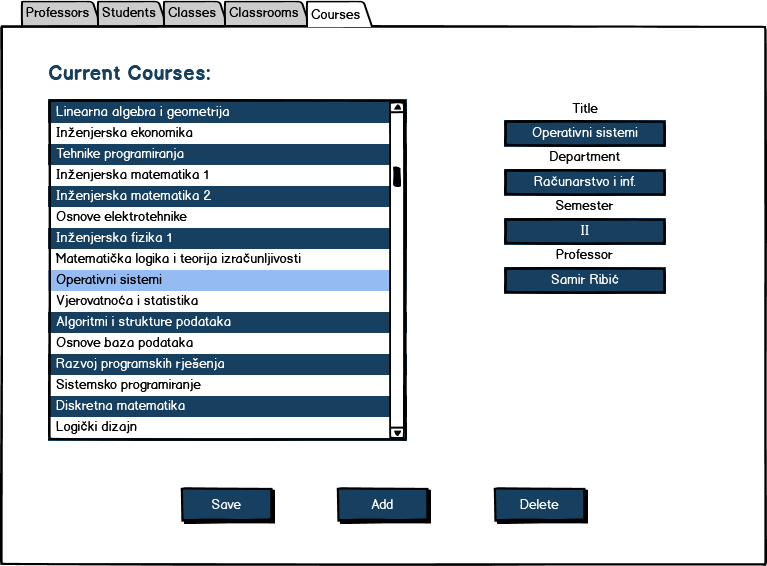 Professors Students Classes Classrooms Courses
Current Courses:
Linearna algebra i geometrija
Inženjerska ekonomika
Tehnike programiranja
Inženjerska matematika 1
Inženjerska matematika 2
Osnove elektrotehnike
Inženjerska fizika 1
Matematička logika i teorija izračunljivosti
Operativni sistemi
Vjerovatnoća i statistika
Algoritmi i strukture podataka
Osnove baza podataka
Razvoj programskih rješenja
Sistemsko programiranje
Diskretna matematika
Logički dizajn
Title
Operativni sistemi
Department
Računarstvo i inf.
Semester
II
Professor
Samir Ribić
Save Add Delete